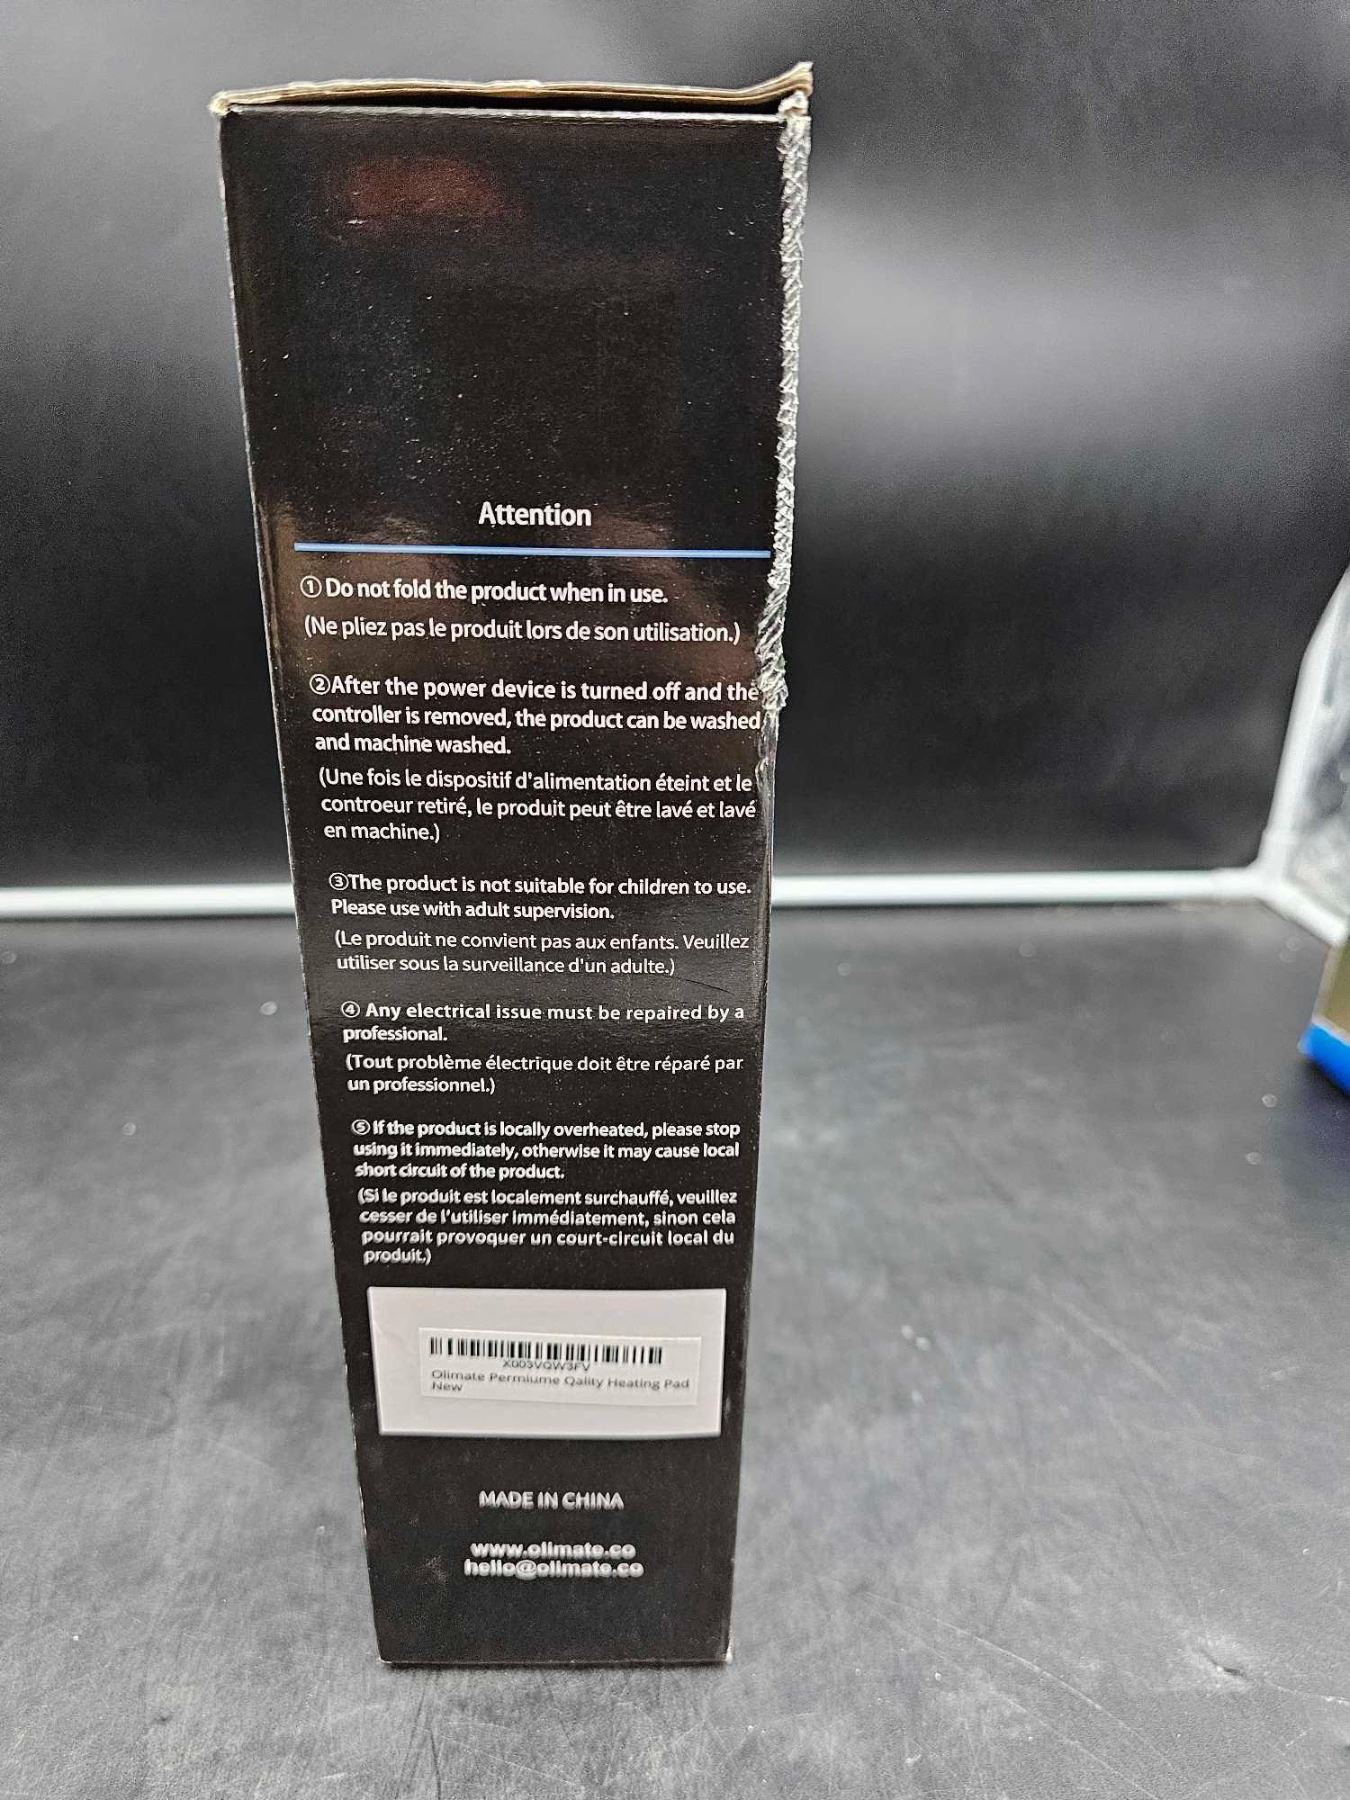 Attention
①Do not fold the product when in use.
(Ne pliez pas le produit lors de son utilisation.)
②After the power device is turned off and the
controller is removed, the product can be washed
and machine washed.
(Une fois le dispositif d'alimentation éteint et le
controeur retiré, le produit peut être lavé et lavé
en machine.)
③The product is not suitable for children to use.
Please use with adult supervision.
(Le produit ne convient pas aux enfants. Veuillez
utiliser sous la surveillance d'un adulte.)
④ Any electrical issue must be repaired by a
professional.
(Tout problème électrique doit être réparé par
un professionnel.)
⑤If the product is locally overheated, please stop
using it immediately, otherwise it may cause local
short circuit of the product.
(Si le produit est localement surchauffé, veuillez
cesser de l'utiliser immédiatement, sinon cela
pourrait provoquer un court-circuit local du
produit.)
X003VQW3FV
Olimate Permiume Qality Heating Pad
New
MADE IN CHINA
www.olimate.co
hello@olimate.co